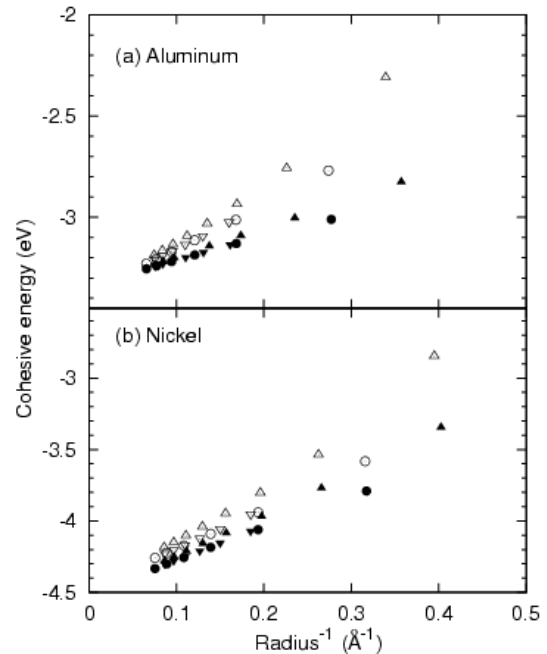 -2
(a) Aluminum
-2.5
-3
Cohesive energy (eV)
(b) Nickel
-3
-3.5
-4
-4.5
0 0.1 0.2 0.3 0.4 0.5
Radius⁻¹ (Å⁻¹)